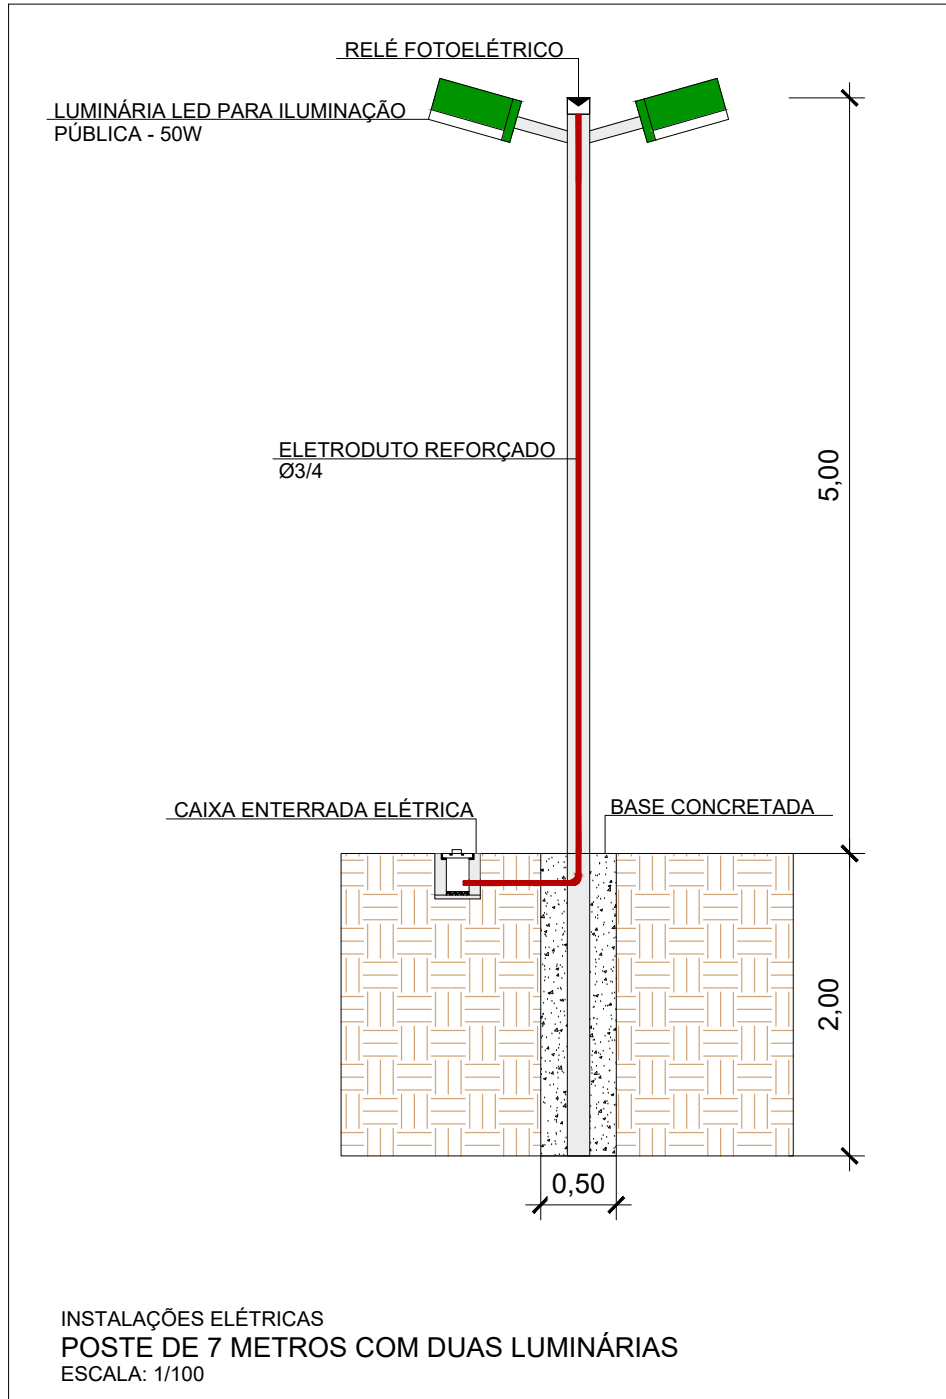 RELÉ FOTOELÉTRICO
LUMINÁRIA LED PARA ILUMINAÇÃO
PÚBLICA - 50W
ELETRODUTO REFORÇADO
Ø3/4
5,00
CAIXA ENTERRADA ELÉTRICA
BASE CONCRETADA
2,00
0,50
INSTALAÇÕES ELÉTRICAS
POSTE DE 7 METROS COM DUAS LUMINÁRIAS
ESCALA: 1/100